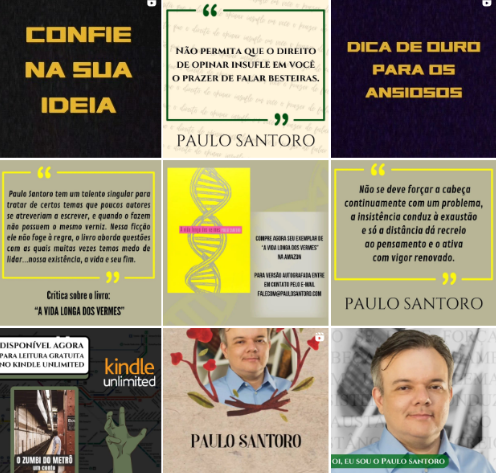 CONFIE
NA SUA
IDEIA
“
NÃO PERMITA QUE O DIREITO
DE OPINAR INSUFLE EM VOCÊ
O PRAZER DE FALAR BESTEIRAS.
”
PAULO SANTORO
DICA DE OURO
PARA OS
ANSIOSOS
“
Paulo Santoro tem um talento singular para
tratar de certos temas que poucos autores
se atreveriam a escrever, e quando o fazem
não possuem o mesmo verniz. Nessa ficção
ele não foge à regra, o livro aborda questões
com as quais muitas vezes temos medo de
lidar...nossa existência, a vida e seu fim.
”
Crítica sobre o livro:
“A VIDA LONGA DOS VERMES”
COMPRE AGORA SEU EXEMPLAR DE
“A VIDA LONGA DOS VERMES”
NA AMAZON
PARA VERSÃO AUTOGRAFADA ENTRE
EM CONTATO PELO E-MAIL
FALECOM@PAULOSANTORO.COM
“
Não se deve forçar a cabeça
continuamente com um problema,
a insistência conduz à exaustão
e só a distância dá recreio
ao pensamento e o ativa
com vigor renovado.
”
PAULO SANTORO
DISPONÍVEL AGORA
PARA LEITURA GRATUITA
NO KINDLE UNLIMITED
kindle
unlimited
O ZUMBI DO METRÔ
UM CONTO
PAULO SANTORO
OI, EU SOU O PAULO SANTORO